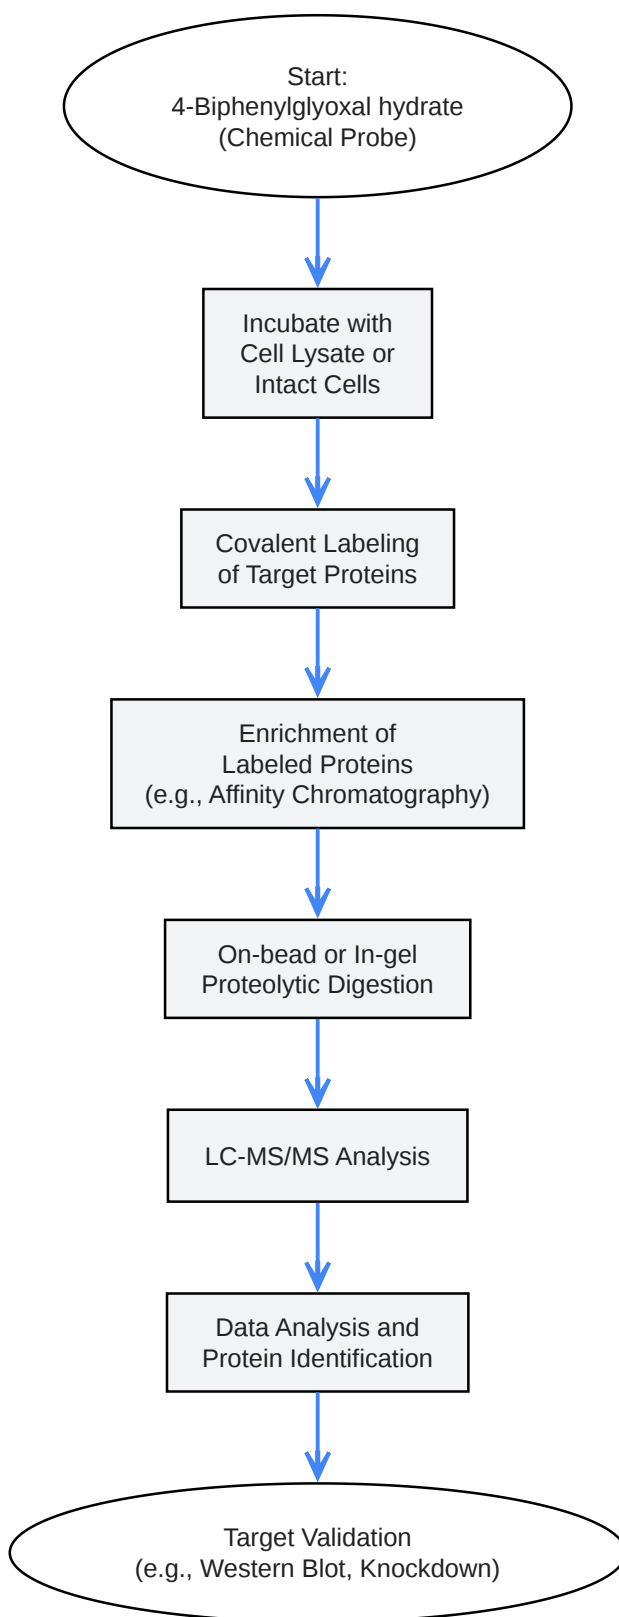 Start:
4-Biphenylglyoxal hydrate
(Chemical Probe)
Incubate with
Cell Lysate or
Intact Cells
Covalent Labeling
of Target Proteins
Enrichment of
Labeled Proteins
(e.g., Affinity Chromatography)
On-bead or In-gel
Proteolytic Digestion
LC-MS/MS Analysis
Data Analysis and
Protein Identification
Target Validation
(e.g., Western Blot, Knockdown)